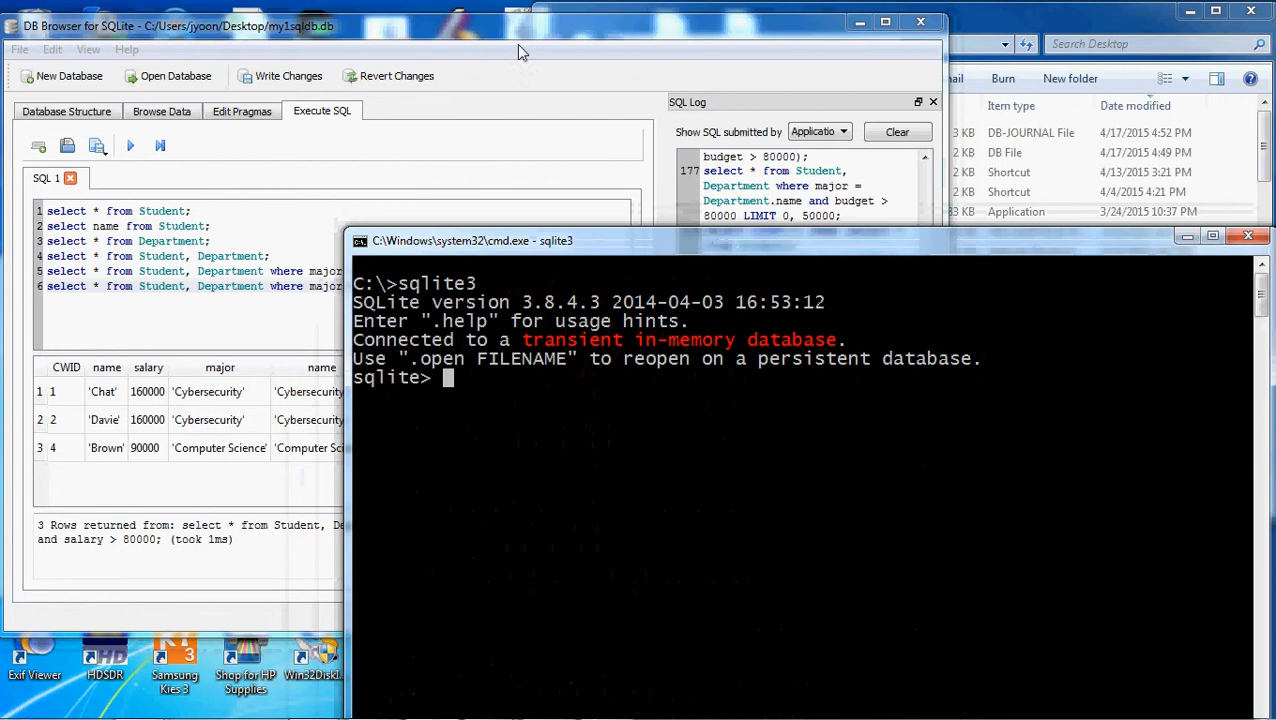 DB Browser for SQLite - C:/Users/jyoon/Desktop/my1sqldb.db
File Edit View Help
New Database Open Database Write Changes Revert Changes
Database Structure Browse Data Edit Pragmas Execute SQL
SQL 1
1 select * from Student;
2 select name from Student;
3 select * from Department;
4 select * from Student, Department;
5 select * from Student, Department where major
6 select * from Student, Department where major
CWID name salary major name
1 1 'Chat' 160000 'Cybersecurity' 'Cybersecurity'
2 2 'Davie' 160000 'Cybersecurity' 'Cybersecurity'
3 4 'Brown' 90000 'Computer Science' 'Computer Sci
3 Rows returned from: select * from Student, De
and salary > 80000; (took 1ms)
SQL Log
Show SQL submitted by Applicatio Clear
budget > 80000);
177 select * from Student,
Department where major =
Department.name and budget >
80000 LIMIT 0, 50000;
Search Desktop
ail Burn New folder
Item type Date modified
KB DB-JOURNAL File 4/17/2015 4:52 PM
KB DB File 4/17/2015 4:49 PM
KB Shortcut 4/13/2015 3:21 PM
KB Shortcut 4/4/2015 4:21 PM
KB Application 3/24/2015 10:37 PM
C:\Windows\system32\cmd.exe - sqlite3
C:\>sqlite3
SQLite version 3.8.4.3 2014-04-03 16:53:12
Enter ".help" for usage hints.
Connected to a transient in-memory database.
Use ".open FILENAME" to reopen on a persistent database.
sqlite>
Exif Viewer
HDSDR
Samsung
Kies 3
Shop for HP
Supplies
Win32DiskI...